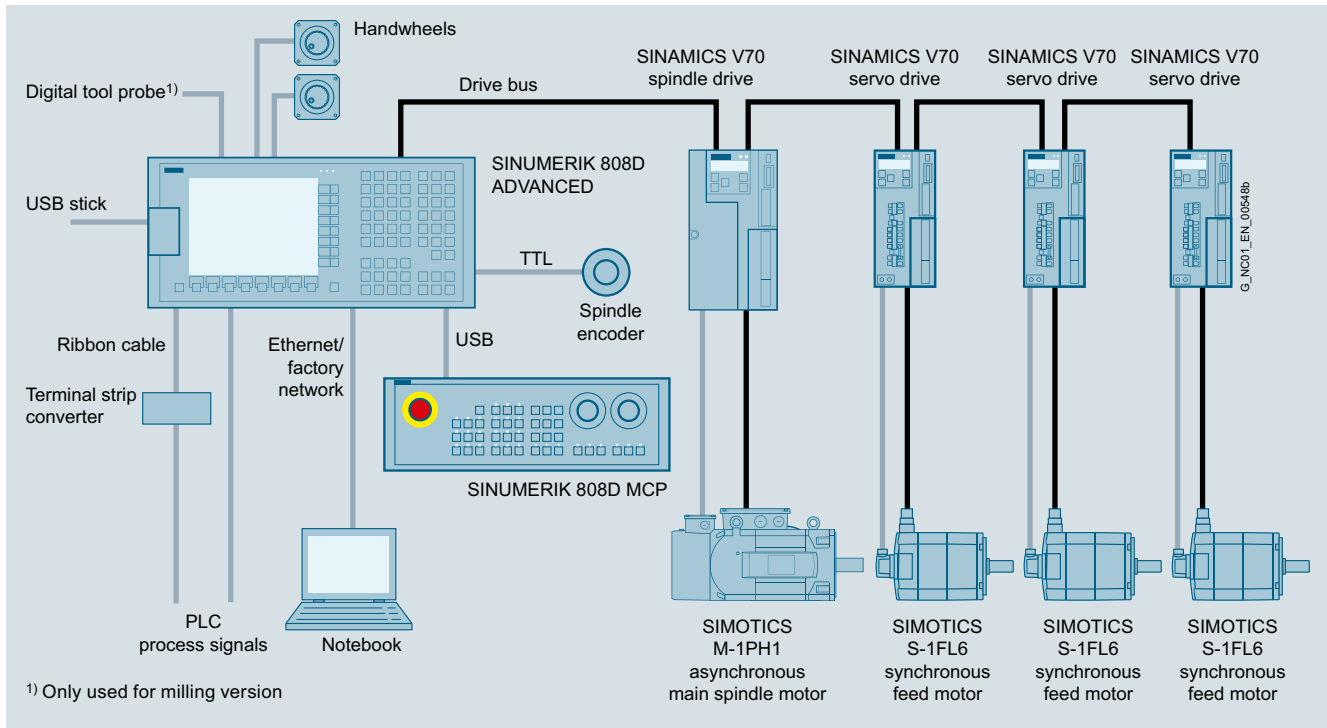 Handwheels
Digital tool probe1)
Drive bus
SINAMICS V70
spindle drive
SINAMICS V70
servo drive
SINAMICS V70
servo drive
SINAMICS V70
servo drive
SINUMERIK 808D
ADVANCED
USB stick
TTL
Spindle
encoder
G_NC01_EN_00548b
Ribbon cable
Ethernet/
factory
network
USB
Terminal strip
converter
SINUMERIK 808D MCP
PLC
process signals
Notebook
SIMOTICS
M-1PH1
asynchronous
main spindle motor
SIMOTICS
S-1FL6
synchronous
feed motor
SIMOTICS
S-1FL6
synchronous
feed motor
SIMOTICS
S-1FL6
synchronous
feed motor
1) Only used for milling version